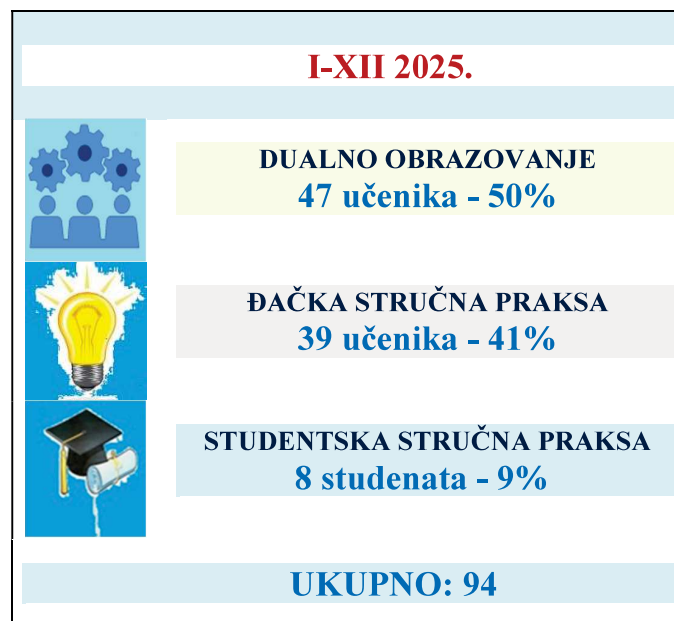 I-XII 2025.
DUALNO OBRAZOVANJE
47 učenika - 50%
ĐAČKA STRUČNA PRAKSA
39 učenika - 41%
STUDENTSKA STRUČNA PRAKSA
8 studenata - 9%
UKUPNO: 94